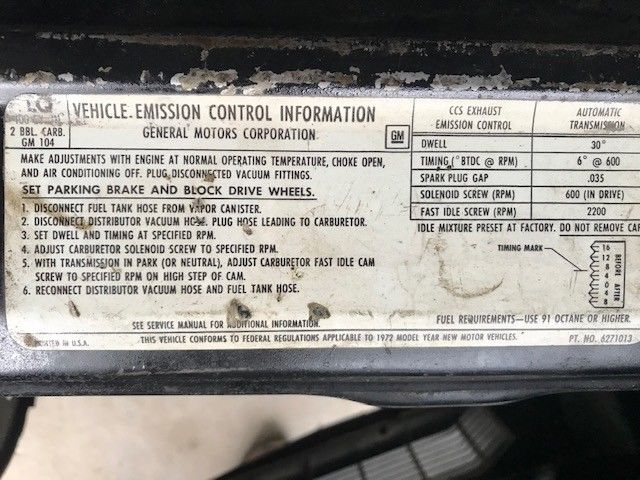 VEHICLE EMISSION CONTROL INFORMATION
2 BBL. CARB.
GM 104
GENERAL MOTORS CORPORATION
GM
MAKE ADJUSTMENTS WITH ENGINE AT NORMAL OPERATING TEMPERATURE, CHOKE OPEN,
AND AIR CONDITIONING OFF. PLUG DISCONNECTED VACUUM FITTINGS.
SET PARKING BRAKE AND BLOCK DRIVE WHEELS.
1. DISCONNECT FUEL TANK HOSE FROM VAPOR CANISTER.
2. DISCONNECT DISTRIBUTOR VACUUM HOSE. PLUG HOSE LEADING TO CARBURETOR.
3. SET DWELL AND TIMING AT SPECIFIED RPM.
4. ADJUST CARBURETOR SOLENOID SCREW TO SPECIFIED RPM.
5. WITH TRANSMISSION IN PARK (OR NEUTRAL), ADJUST CARBURETOR FAST IDLE CAM
SCREW TO SPECIFIED RPM ON HIGH STEP OF CAM.
6. RECONNECT DISTRIBUTOR VACUUM HOSE AND FUEL TANK HOSE.
SEE SERVICE MANUAL FOR ADDITIONAL INFORMATION.
CCS EXHAUST EMISSION CONTROL AUTOMATIC TRANSMISSION
DWELL 30°
TIMING (°BTDC @ RPM) 6° @ 600
SPARK PLUG GAP .035
SOLENOID SCREW (RPM) 600 (IN DRIVE)
FAST IDLE SCREW (RPM) 2200
IDLE MIXTURE PRESET AT FACTORY. DO NOT REMOVE CAP
TIMING MARK
16
12
8
4
0
4
8
BEFORE AFTER
FUEL REQUIREMENTS—USE 91 OCTANE OR HIGHER.
PRINTED IN U.S.A.
THIS VEHICLE CONFORMS TO FEDERAL REGULATIONS APPLICABLE TO 1972 MODEL YEAR NEW MOTOR VEHICLES.
PT. NO. 6271013